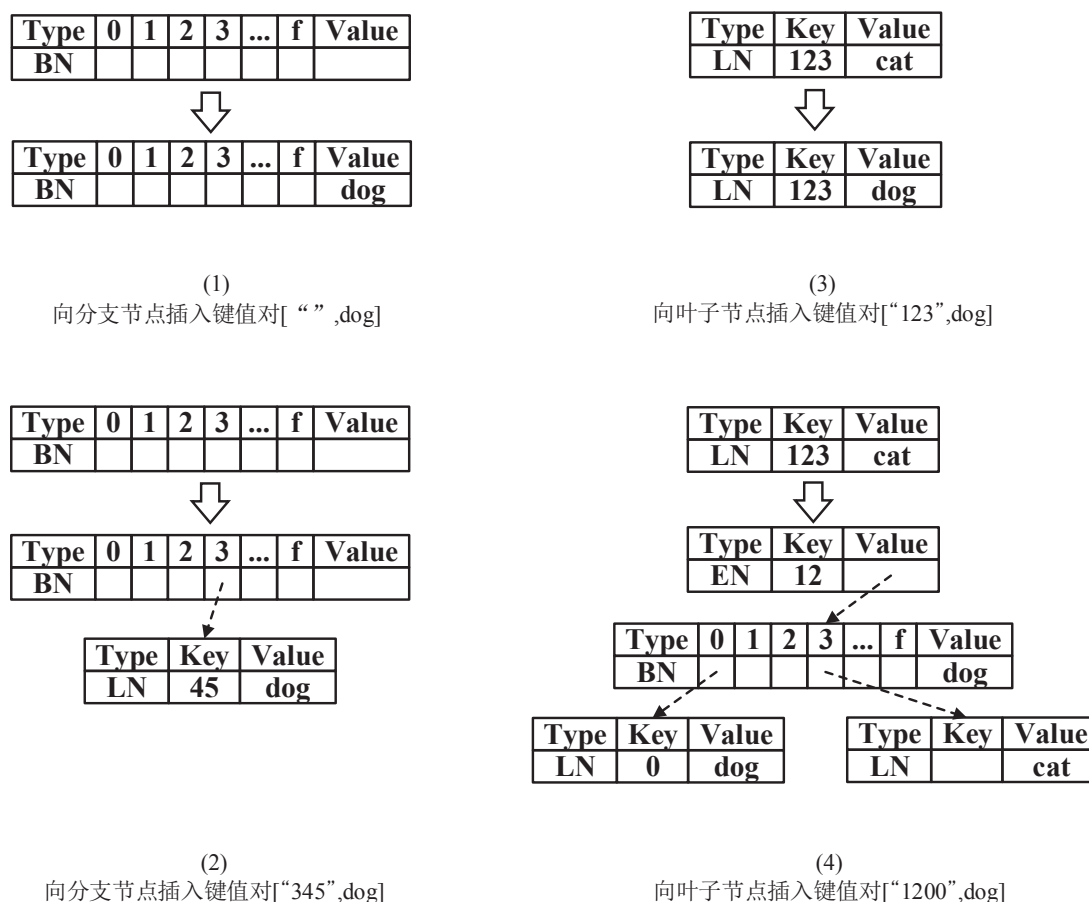 Type 0 1 2 3 ... f Value
BN
Type 0 1 2 3 ... f Value
BN dog
(1)
向分支节点插入键值对[ “ ” ,dog]
Type Key Value
LN 123 cat
Type Key Value
LN 123 dog
(3)
向叶子节点插入键值对[“123”,dog]
Type 0 1 2 3 ... f Value
BN
Type 0 1 2 3 ... f Value
BN
Type Key Value
LN 45 dog
(2)
向分支节点插入键值对[“345”,dog]
Type Key Value
LN 123 cat
Type Key Value
EN 12
Type 0 1 2 3 ... f Value
BN dog
Type Key Value
LN 0 dog
Type Key Value
LN cat
(4)
向叶子节点插入键值对[“1200”,dog]